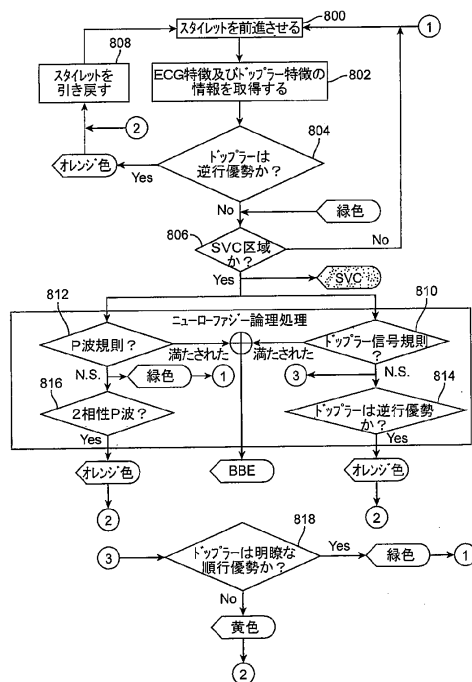 800
スタイレットを前進させる
1
808
スタイレットを
引き戻す
ECG特徴及びドップラー特徴の
情報を取得する
802
2
804
ドップラーは
逆行優勢か?
オレンジ色
Yes
No
緑色
806
SVC区域
か?
No
Yes
SVC
812
810
ニューロファジー論理処理
P波規則?
満たされた
満たされた
ドップラー信号規則
?
N.S.
緑色
1
3
N.S.
816
814
2相性P波?
ドップラーは逆行優勢
か?
Yes
Yes
オレンジ色
BBE
オレンジ色
2
2
818
3
ドップラーは明瞭な
順行優勢か?
Yes
緑色
1
No
黄色
2